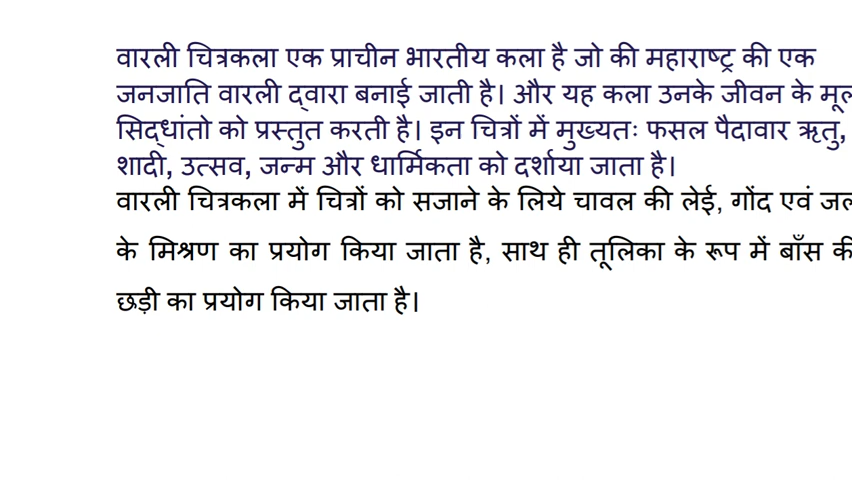 वारली चित्रकला एक प्राचीन भारतीय कला है जो की महाराष्ट्र की एक
जनजाति वारली द्वारा बनाई जाती है। और यह कला उनके जीवन के
सिद्धांतो को प्रस्तुत करती है। इन चित्रों में मुख्यतः फसल पैदावार ऋतु,
शादी, उत्सव, जन्म और धार्मिकता को दर्शाया जाता है।
वारली चित्रकला में चित्रों को सजाने के लिये चावल की लेई, गोंद एवं
के मिश्रण का प्रयोग किया जाता है, साथ ही तूलिका के रूप में बाँस की
छड़ी का प्रयोग किया जाता है।